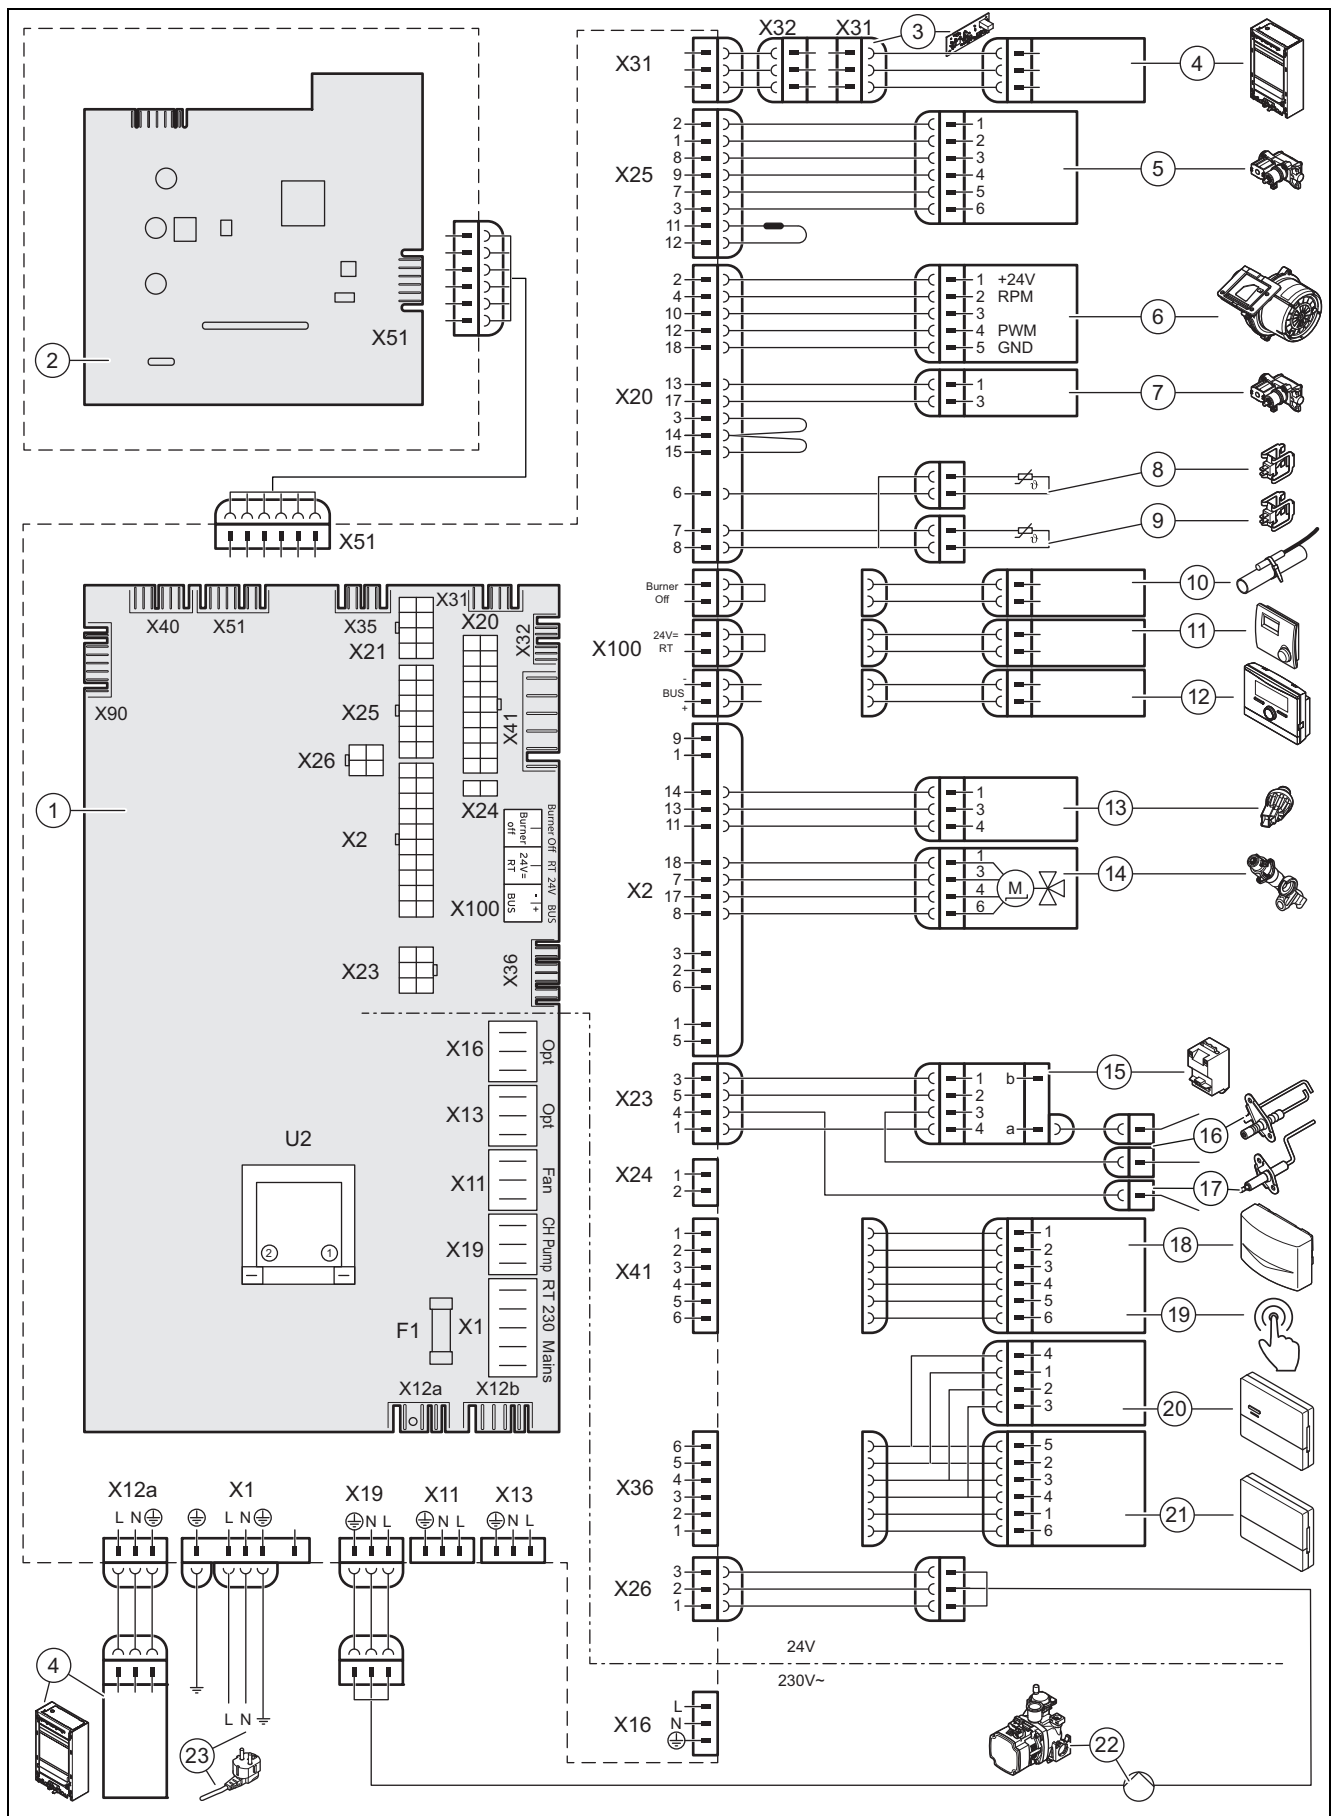 X32 X31 3
X31 4
2 1
1 2
8 3
X25 9 4 5
7 5
3 6
11
12
X51
2
2 1 +24V
4 2 RPM
10 3 6
12 4 PWM
18 5 GND
13 1
X20 17 3 7
3
14
15
6 8
ϑ
7 9
8 ϑ
X51
Burner
Off
10
X100 24V=
RT
11
-
BUS
+
12
X40 X51 X35 X31 X20 X32
X21
X90
X25 X41
X26
X24
1
X2
Burner off Burner Off
24V= RT RT 24V
BUS - + BUS
X100
X23 X36
X16 Opt
X13 Opt
U2
X11 Fan
X19 CH Pump
2 1
F1 X1 RT 230 Mains
X12a X12b
9
1
14 1
13 3 13
11 4
18 1
X2 7 3 M 14
17 4
8 6
3
2
6
1
5
X23 3 1 b 15
5 2
4 3
1 4 a 16
X24 1
2
17
X41 1 1 18
2 2
3 3
4 4
5 5
6 6 19
4
1
2
3 20
X36 6 5
5 2
4 3
3 4
2 1 21
1 6
X26 3
2
1
24V
230V~
X16 L
N
X12a X1 X19 X11 X13
L N L N N L N L N L
4
L N
23
22